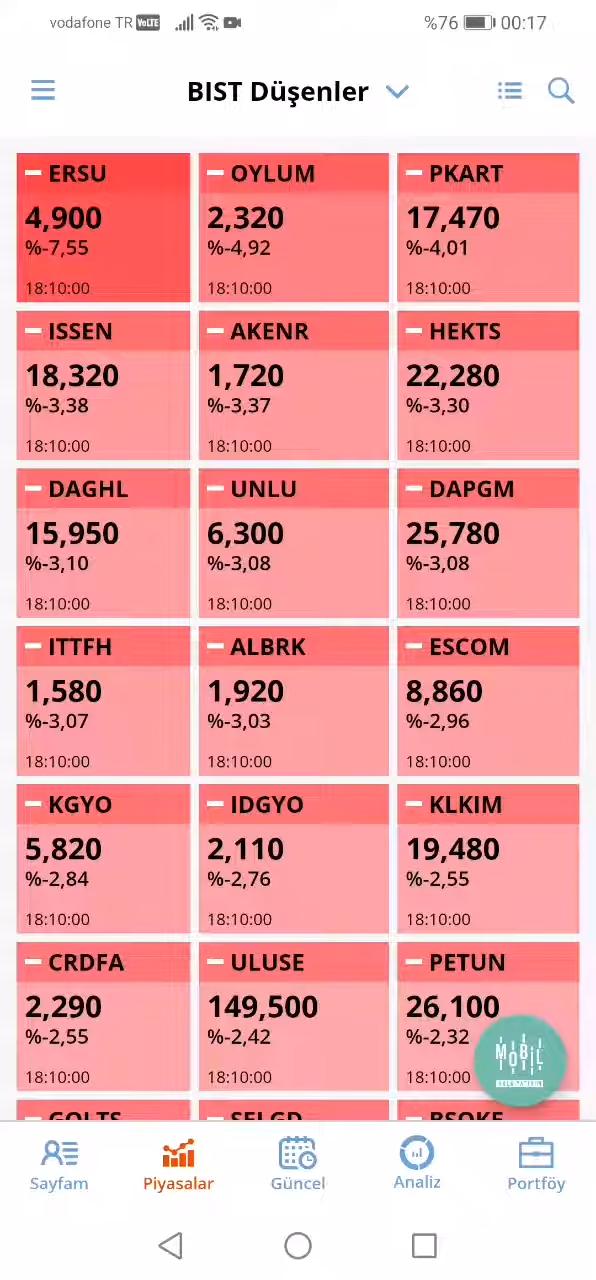 vodafone TR VoLTE %76 00:17
BIST Düşenler
ERSU OYLUM PKART
4,900 2,320 17,470
%-7,55 %-4,92 %-4,01
18:10:00 18:10:00 18:10:00
ISSEN AKENR HEKTS
18,320 1,720 22,280
%-3,38 %-3,37 %-3,30
18:10:00 18:10:00 18:10:00
DAGHL UNLU DAPGM
15,950 6,300 25,780
%-3,10 %-3,08 %-3,08
18:10:00 18:10:00 18:10:00
ITTFH ALBRK ESCOM
1,580 1,920 8,860
%-3,07 %-3,03 %-2,96
18:10:00 18:10:00 18:10:00
KGYO IDGYO KLKIM
5,820 2,110 19,480
%-2,84 %-2,76 %-2,55
18:10:00 18:10:00 18:10:00
CRDFA ULUSE PETUN
2,290 149,500 26,100
%-2,55 %-2,42 %-2,32
18:10:00 18:10:00 18:10:00
MOBİL
GOLTS SELGD BSOKE
Sayfam Piyasalar Güncel Analiz Portföy